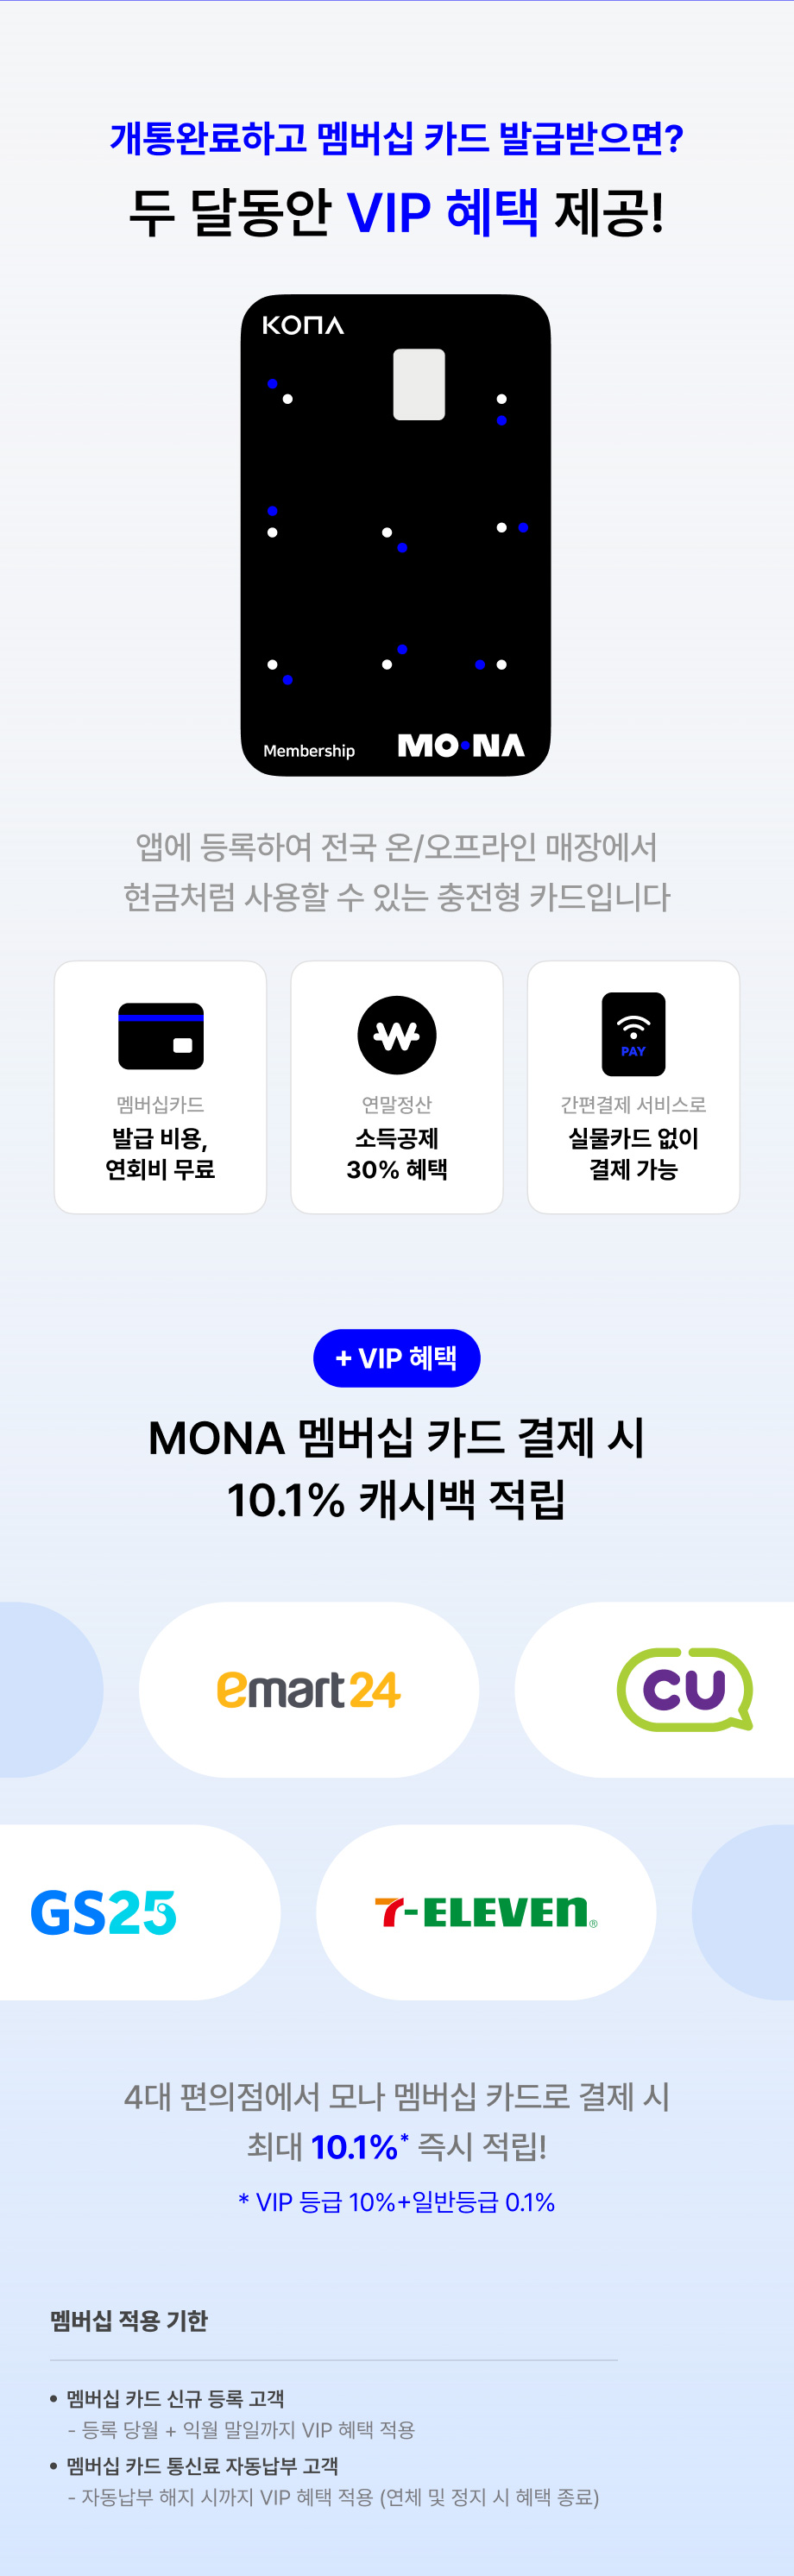 개통완료하고 멤버십 카드 발급받으면?
두 달동안 VIP 혜택 제공!
KOПΛ
Membership
MO·NΛ
앱에 등록하여 전국 온/오프라인 매장에서
현금처럼 사용할 수 있는 충전형 카드입니다
멤버십카드
발급 비용,
연회비 무료
₩
연말정산
소득공제
30% 혜택
PAY
간편결제 서비스로
실물카드 없이
결제 가능
+ VIP 혜택
MONA 멤버십 카드 결제 시
10.1% 캐시백 적립
emart24
CU
GS25
7-ELEVEn®
4대 편의점에서 모나 멤버십 카드로 결제 시
최대 10.1%* 즉시 적립!
* VIP 등급 10%+일반등급 0.1%
멤버십 적용 기한
• 멤버십 카드 신규 등록 고객
- 등록 당월 + 익월 말일까지 VIP 혜택 적용
• 멤버십 카드 통신료 자동납부 고객
- 자동납부 해지 시까지 VIP 혜택 적용 (연체 및 정지 시 혜택 종료)